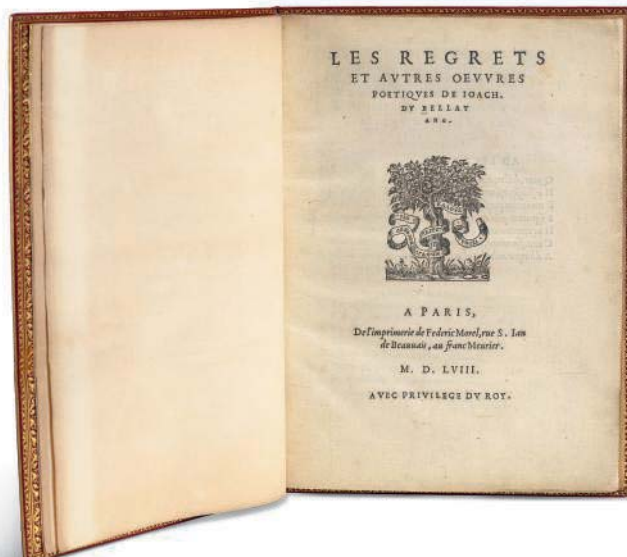 LES REGRETS
ET AVTRES OEVVRES
POETIQVES DE IOACH.
DV BELLAY
ANG.
A PARIS,
De l'imprimerie de Federic Morel, rue S. Ian
de Beauuais, au franc Meurier.
M. D. LVIII.
AVEC PRIVILEGE DV ROY.